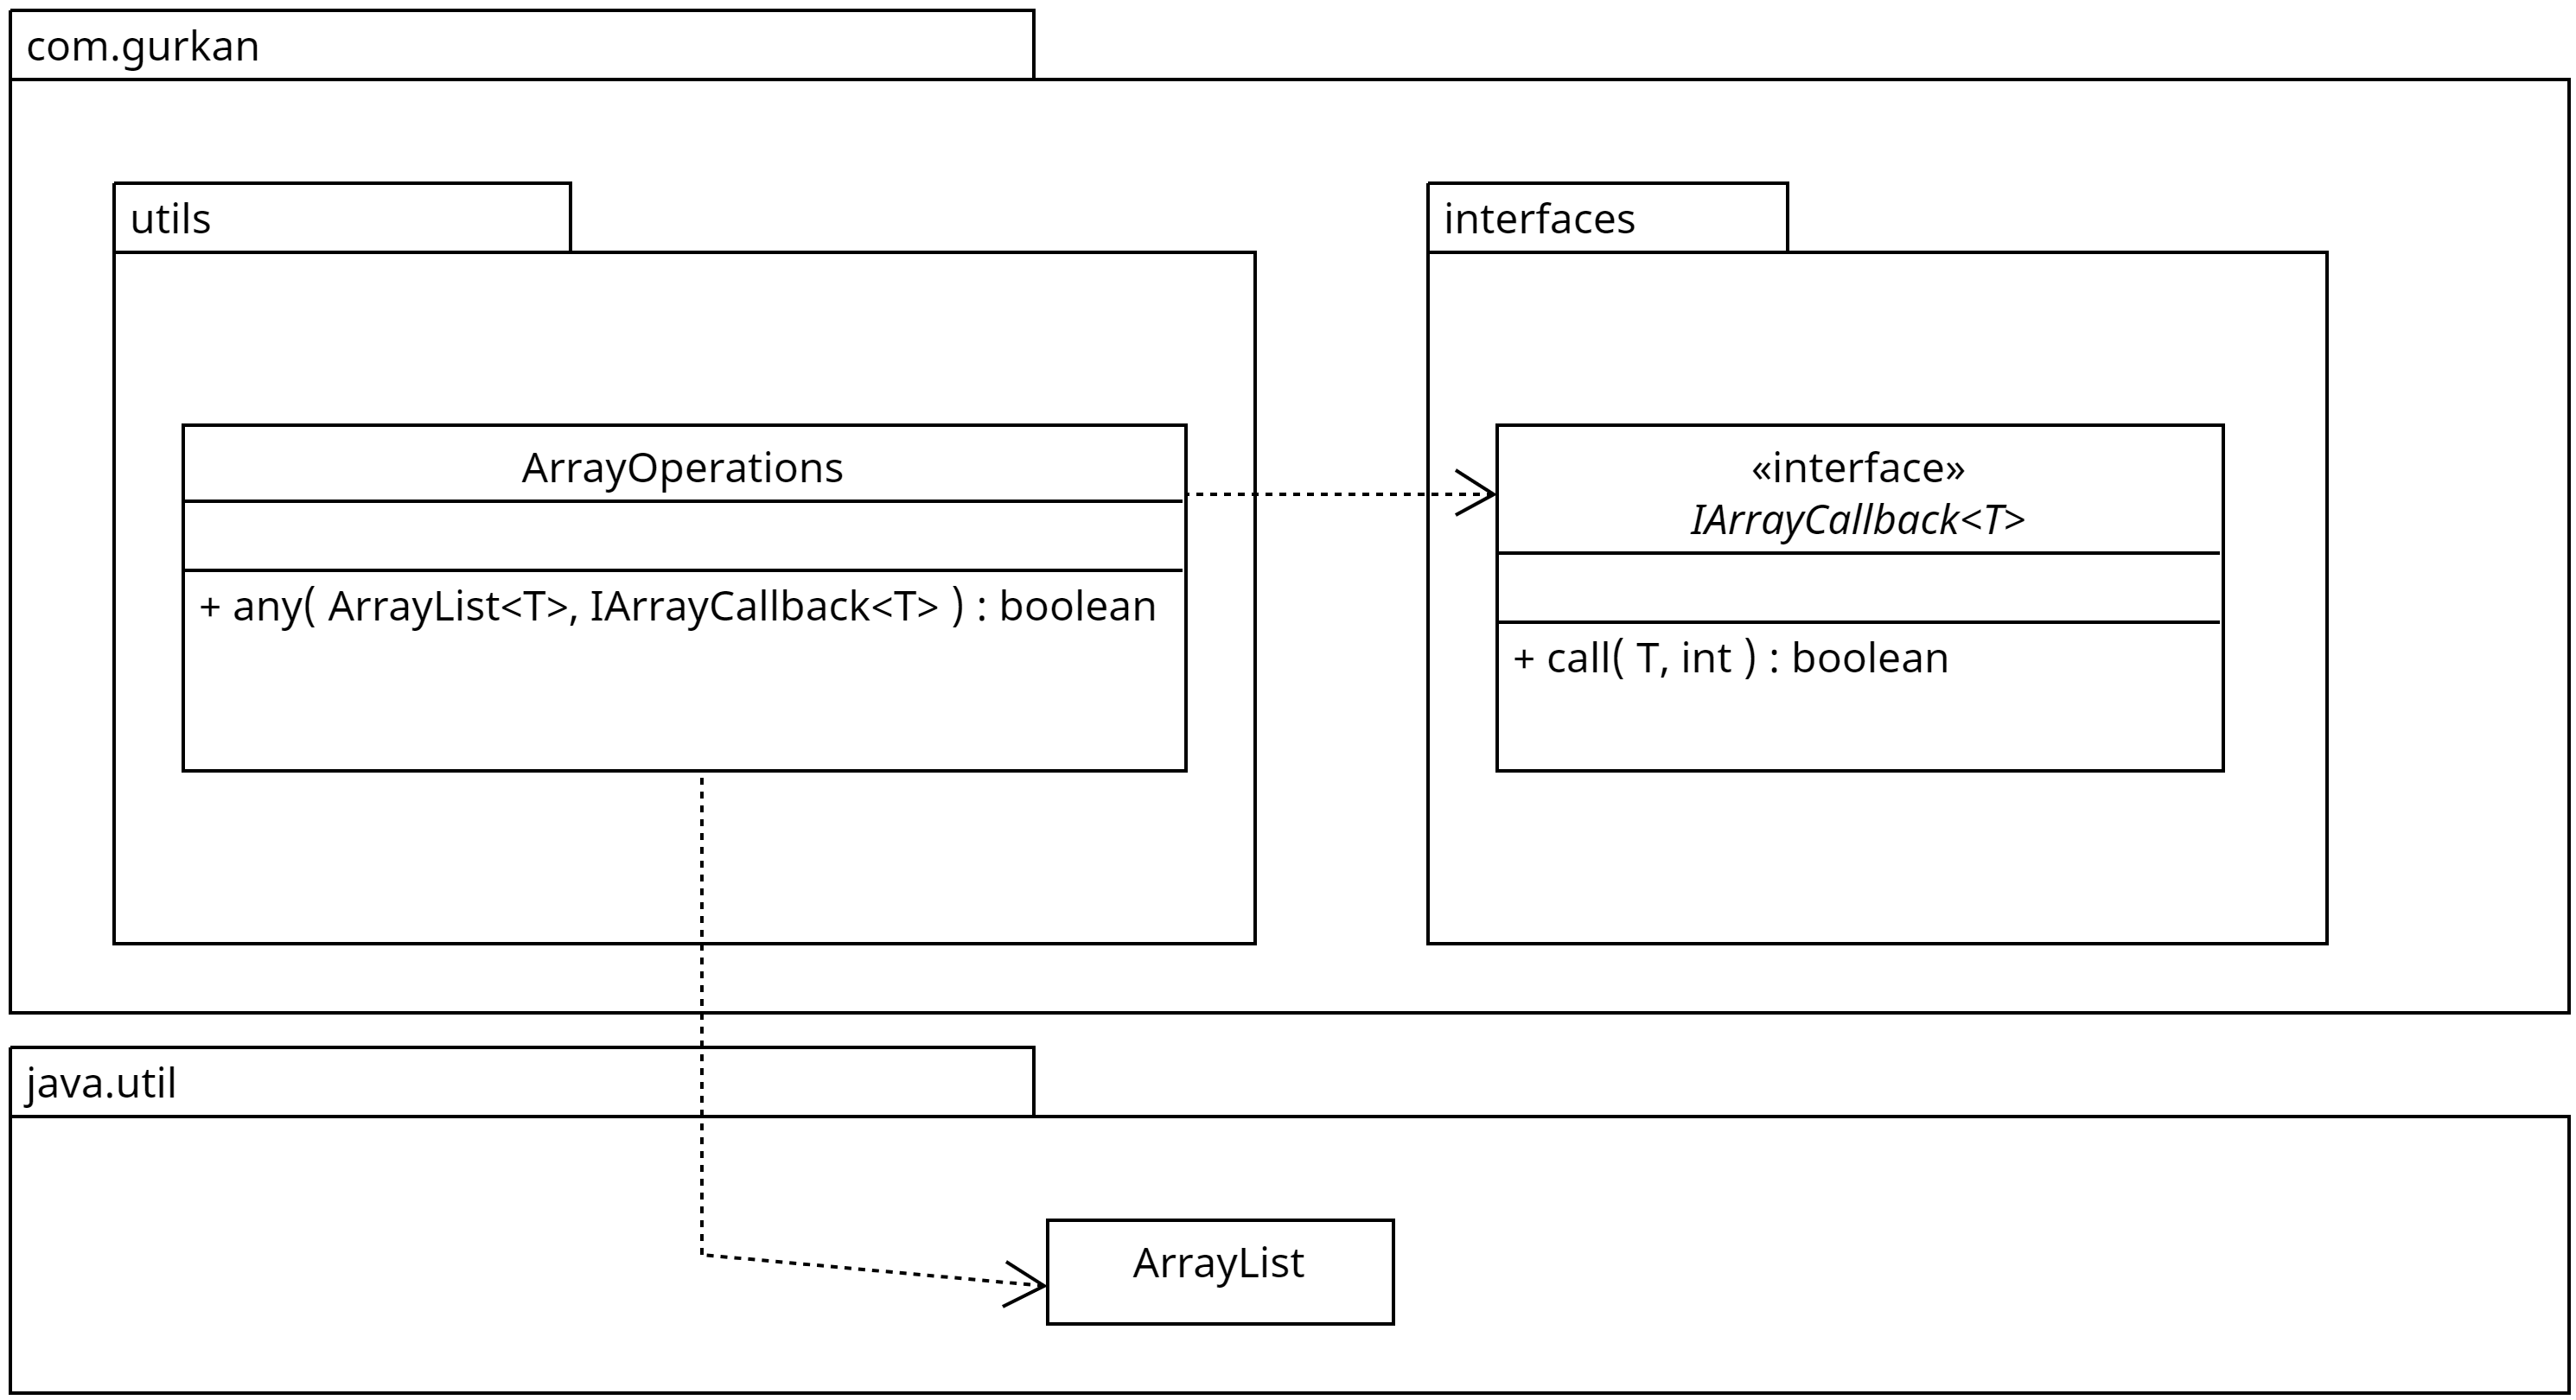 com.gurkan
utils
interfaces
ArrayOperations
+ any( ArrayList<T>, IArrayCallback<T> ) : boolean
«interface»
IArrayCallback<T>
+ call( T, int ) : boolean
java.util
ArrayList